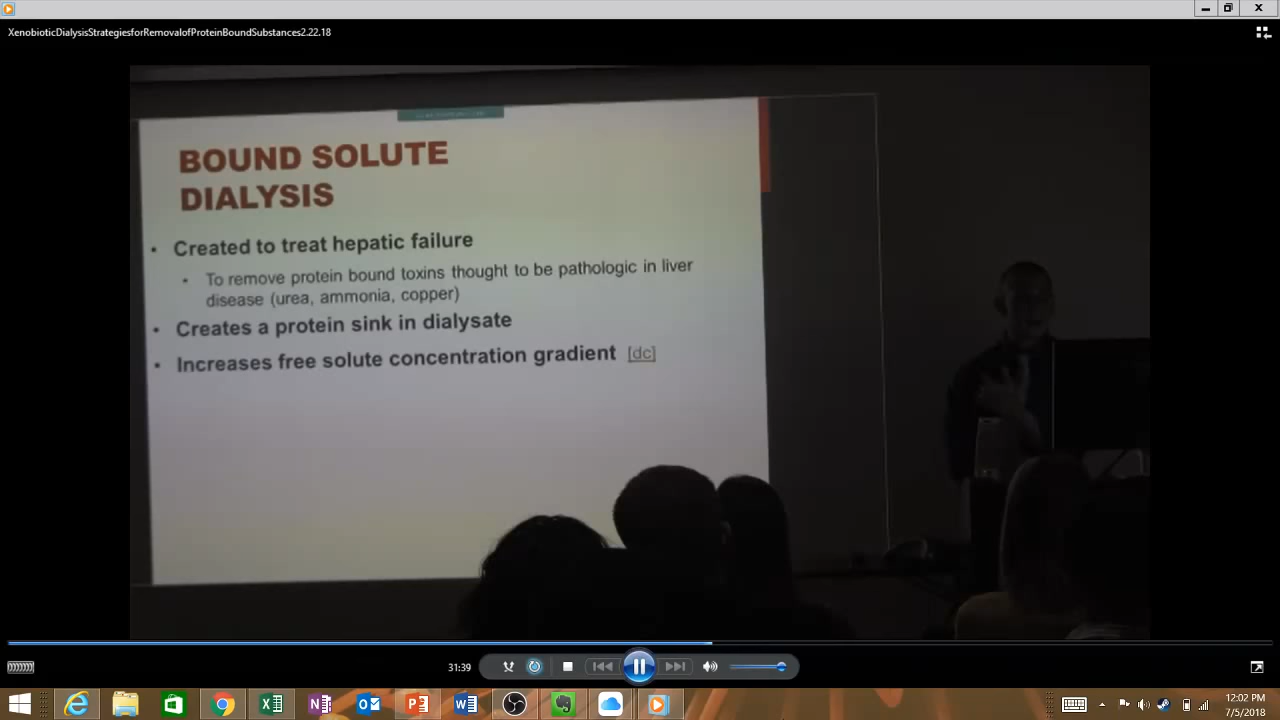 XenobioticDialysisStrategiesforRemovalofProteinBoundSubstances2.22.18
BOUND SOLUTE
DIALYSIS
• Created to treat hepatic failure
• To remove protein bound toxins thought to be pathologic in liver
disease (urea, ammonia, copper)
• Creates a protein sink in dialysate
• Increases free solute concentration gradient [dc]
31:39
12:02 PM
7/5/2018